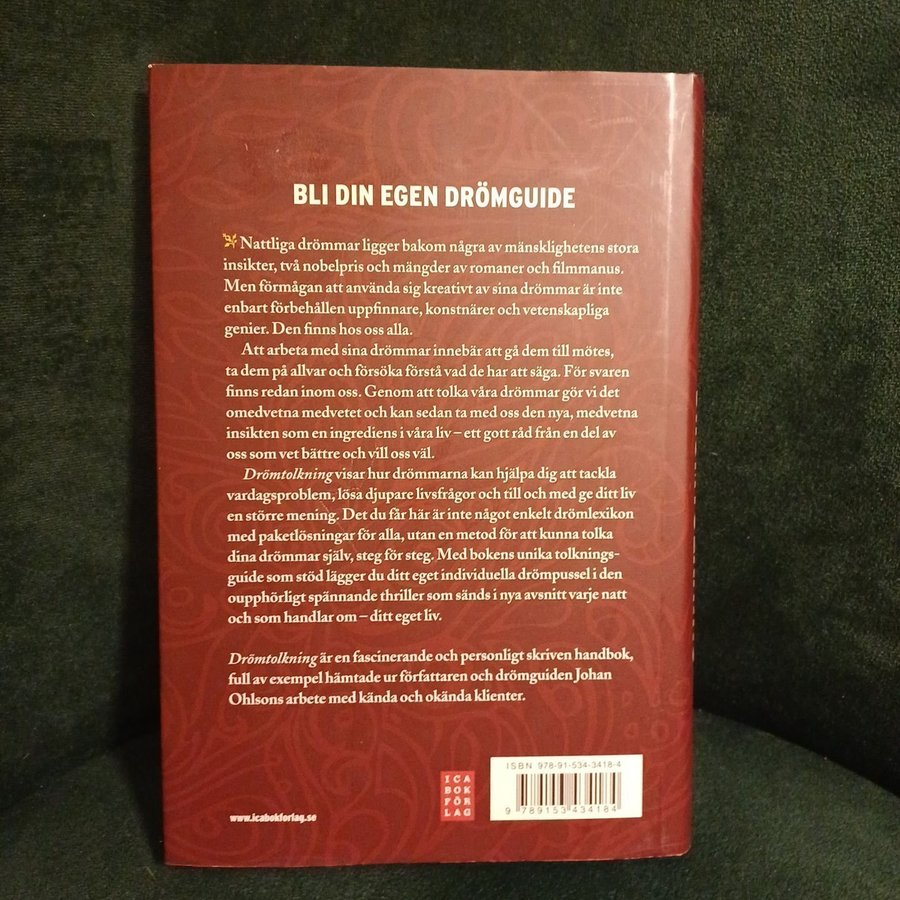 BLI DIN EGEN DRÖMGUIDE
Nattliga drömmar ligger bakom några av mänsklighetens stora
insikter, två nobelpris och mängder av romaner och filmmanus.
Men förmågan att använda sig kreativt av sina drömmar är inte
enbart förbehållen uppfinnare, konstnärer och vetenskapliga
genier. Den finns hos oss alla.
Att arbeta med sina drömmar innebär att gå dem till mötes,
ta dem på allvar och försöka förstå vad de har att säga. För svaren
finns redan inom oss. Genom att tolka våra drömmar gör vi det
omedvetna medvetet och kan sedan ta med oss den nya, medvetna
insikten som en ingrediens i våra liv – ett gott råd från en del av
oss som vet bättre och vill oss väl.
Drömtolkning visar hur drömmarna kan hjälpa dig att tackla
vardagsproblem, lösa djupare livsfrågor och till och med ge ditt liv
en större mening. Det du får här är inte något enkelt drömlexikon
med paketlösningar för alla, utan en metod för att kunna tolka
dina drömmar själv, steg för steg. Med bokens unika tolknings-
guide som stöd lägger du ditt eget individuella drömpussel i den
oupphörligt spännande thriller som sänds i nya avsnitt varje natt
och som handlar om – ditt eget liv.
Drömtolkning är en fascinerande och personligt skriven handbok,
full av exempel hämtade ur författaren och drömguiden Johan
Ohlsons arbete med kända och okända klienter.
www.icabokforlag.se
ICA
BOK
FÖR
LAG
ISBN 978-91-534-3418-4
9 789153 434184